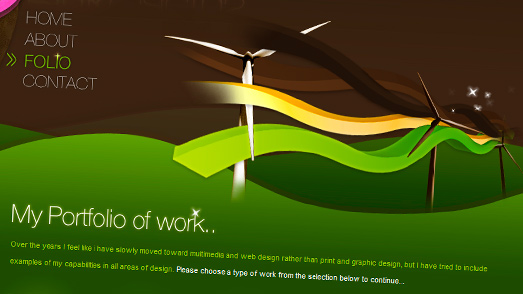 HOME
ABOUT
FOLIO
CONTACT
My Portfolio of work..
Over the years I feel like i have slowly moved toward multimedia and web design rather than print and graphic design, but I have tried to include
examples of my capabilities in all areas of design. Please choose a type of work from the selection below to continue..